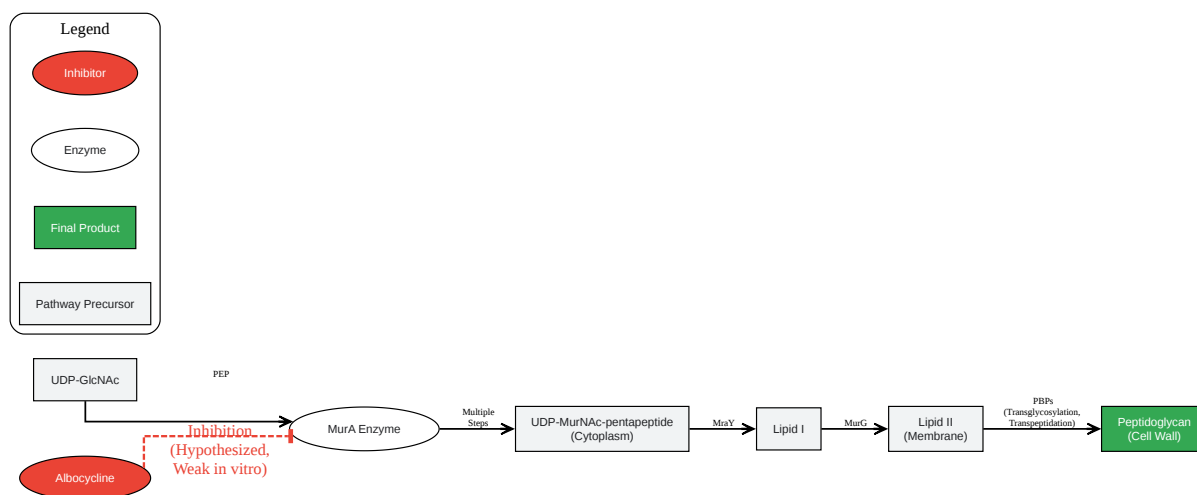 Legend
Inhibitor
Enzyme
Final Product
Pathway Precursor
UDP-GlcNAc
PEP
Inhibition
(Hypothesized,
Weak in vitro)
Albocycline
MurA Enzyme
Multiple
Steps
UDP-MurNAc-pentapeptide
(Cytoplasm)
MraY
Lipid I
MurG
Lipid II
(Membrane)
PBPs
(Transglycosylation,
Transpeptidation)
Peptidoglycan
(Cell Wall)